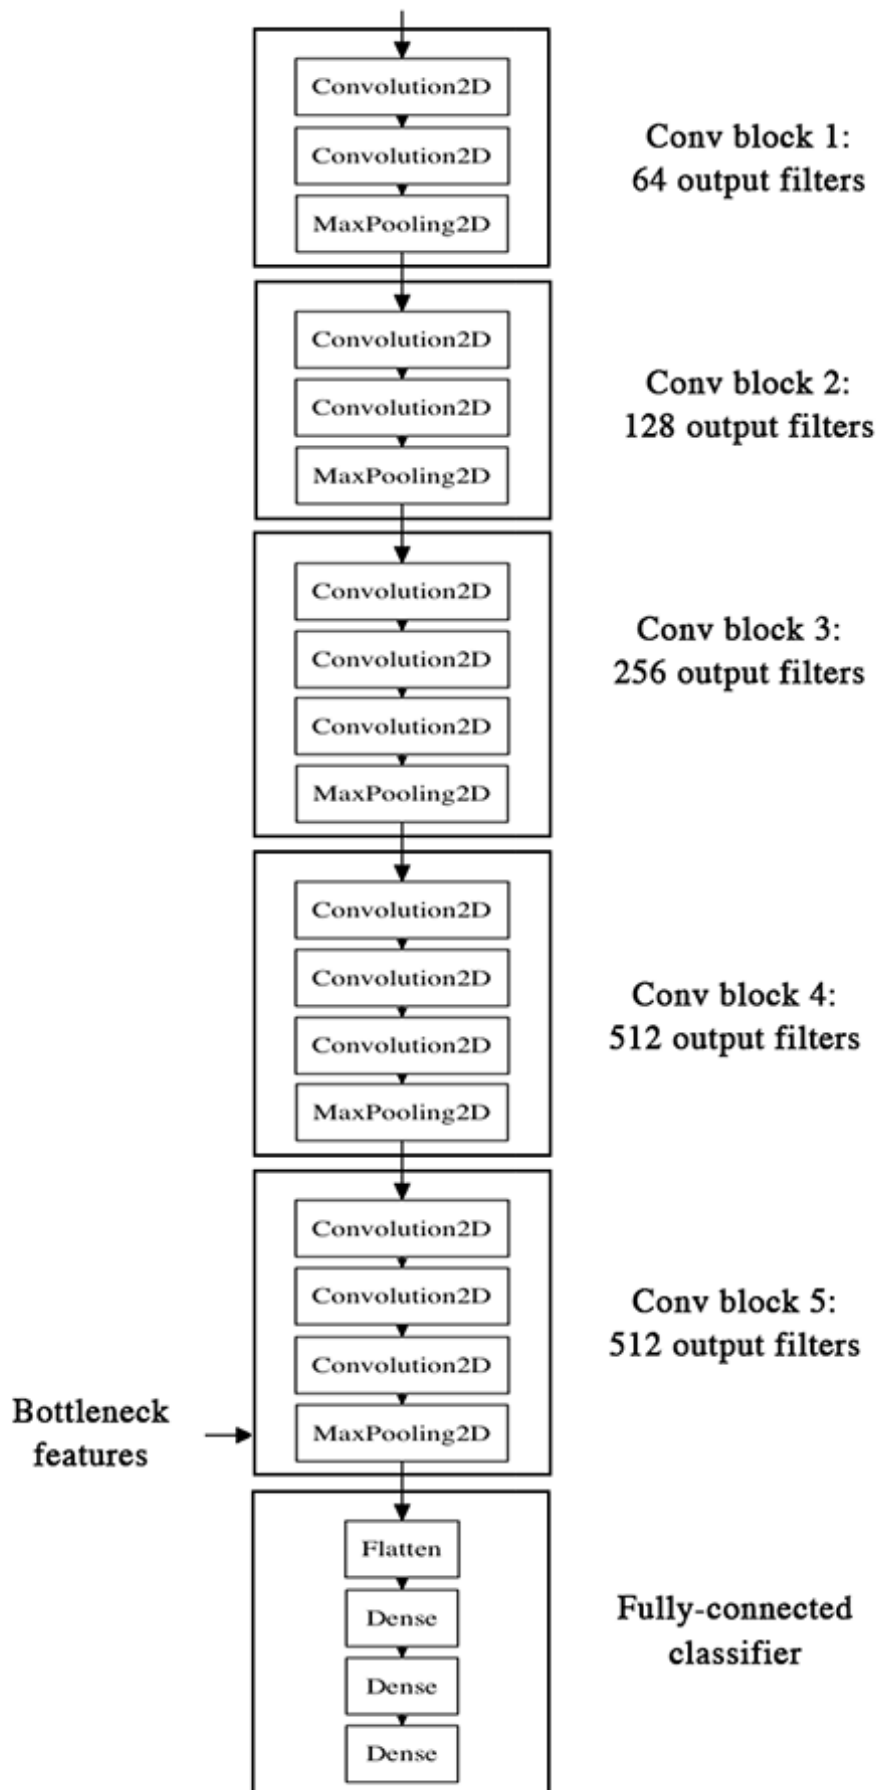 Convolution2D
Convolution2D
MaxPooling2D
Conv block 1:
64 output filters
Convolution2D
Convolution2D
MaxPooling2D
Conv block 2:
128 output filters
Convolution2D
Convolution2D
Convolution2D
MaxPooling2D
Conv block 3:
256 output filters
Convolution2D
Convolution2D
Convolution2D
MaxPooling2D
Conv block 4:
512 output filters
Convolution2D
Convolution2D
Convolution2D
MaxPooling2D
Conv block 5:
512 output filters
Bottleneck
features
Flatten
Dense
Dense
Dense
Fully-connected
classifier